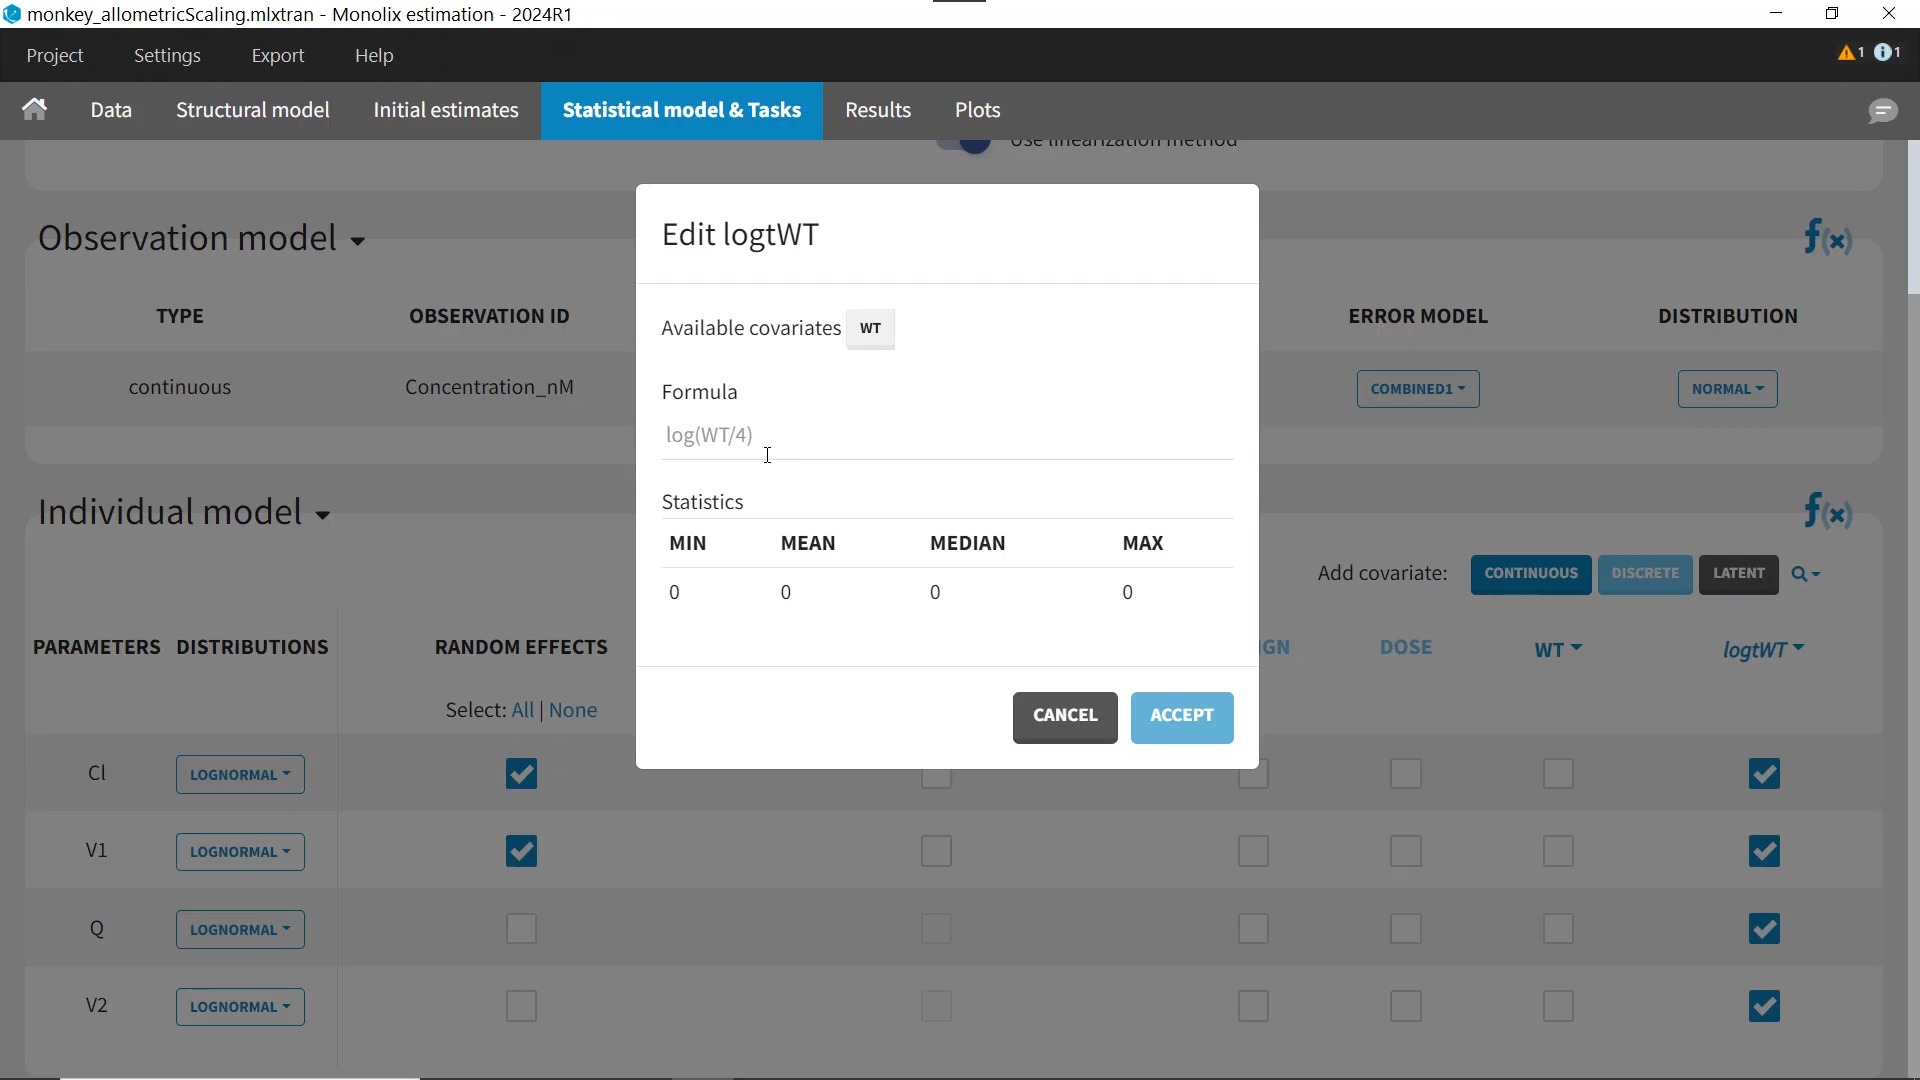 monkey_allometricScaling.mlxtran - Monolix estimation - 2024R1
Project Settings Export Help 1 1
Data Structural model Initial estimates Statistical model & Tasks Results Plots
Use linearization method
Observation model
TYPE OBSERVATION ID ERROR MODEL DISTRIBUTION
continuous Concentration_nM COMBINED1 NORMAL
Edit logtWT
Available covariates WT
Formula
log(WT/4)
Statistics
MIN MEAN MEDIAN MAX
0 0 0 0
CANCEL ACCEPT
Individual model
f(x)
f(x)
Add covariate: CONTINUOUS DISCRETE LATENT
PARAMETERS DISTRIBUTIONS RANDOM EFFECTS IGN DOSE WT logtWT
Select: All | None
Cl LOGNORMAL
V1 LOGNORMAL
Q LOGNORMAL
V2 LOGNORMAL